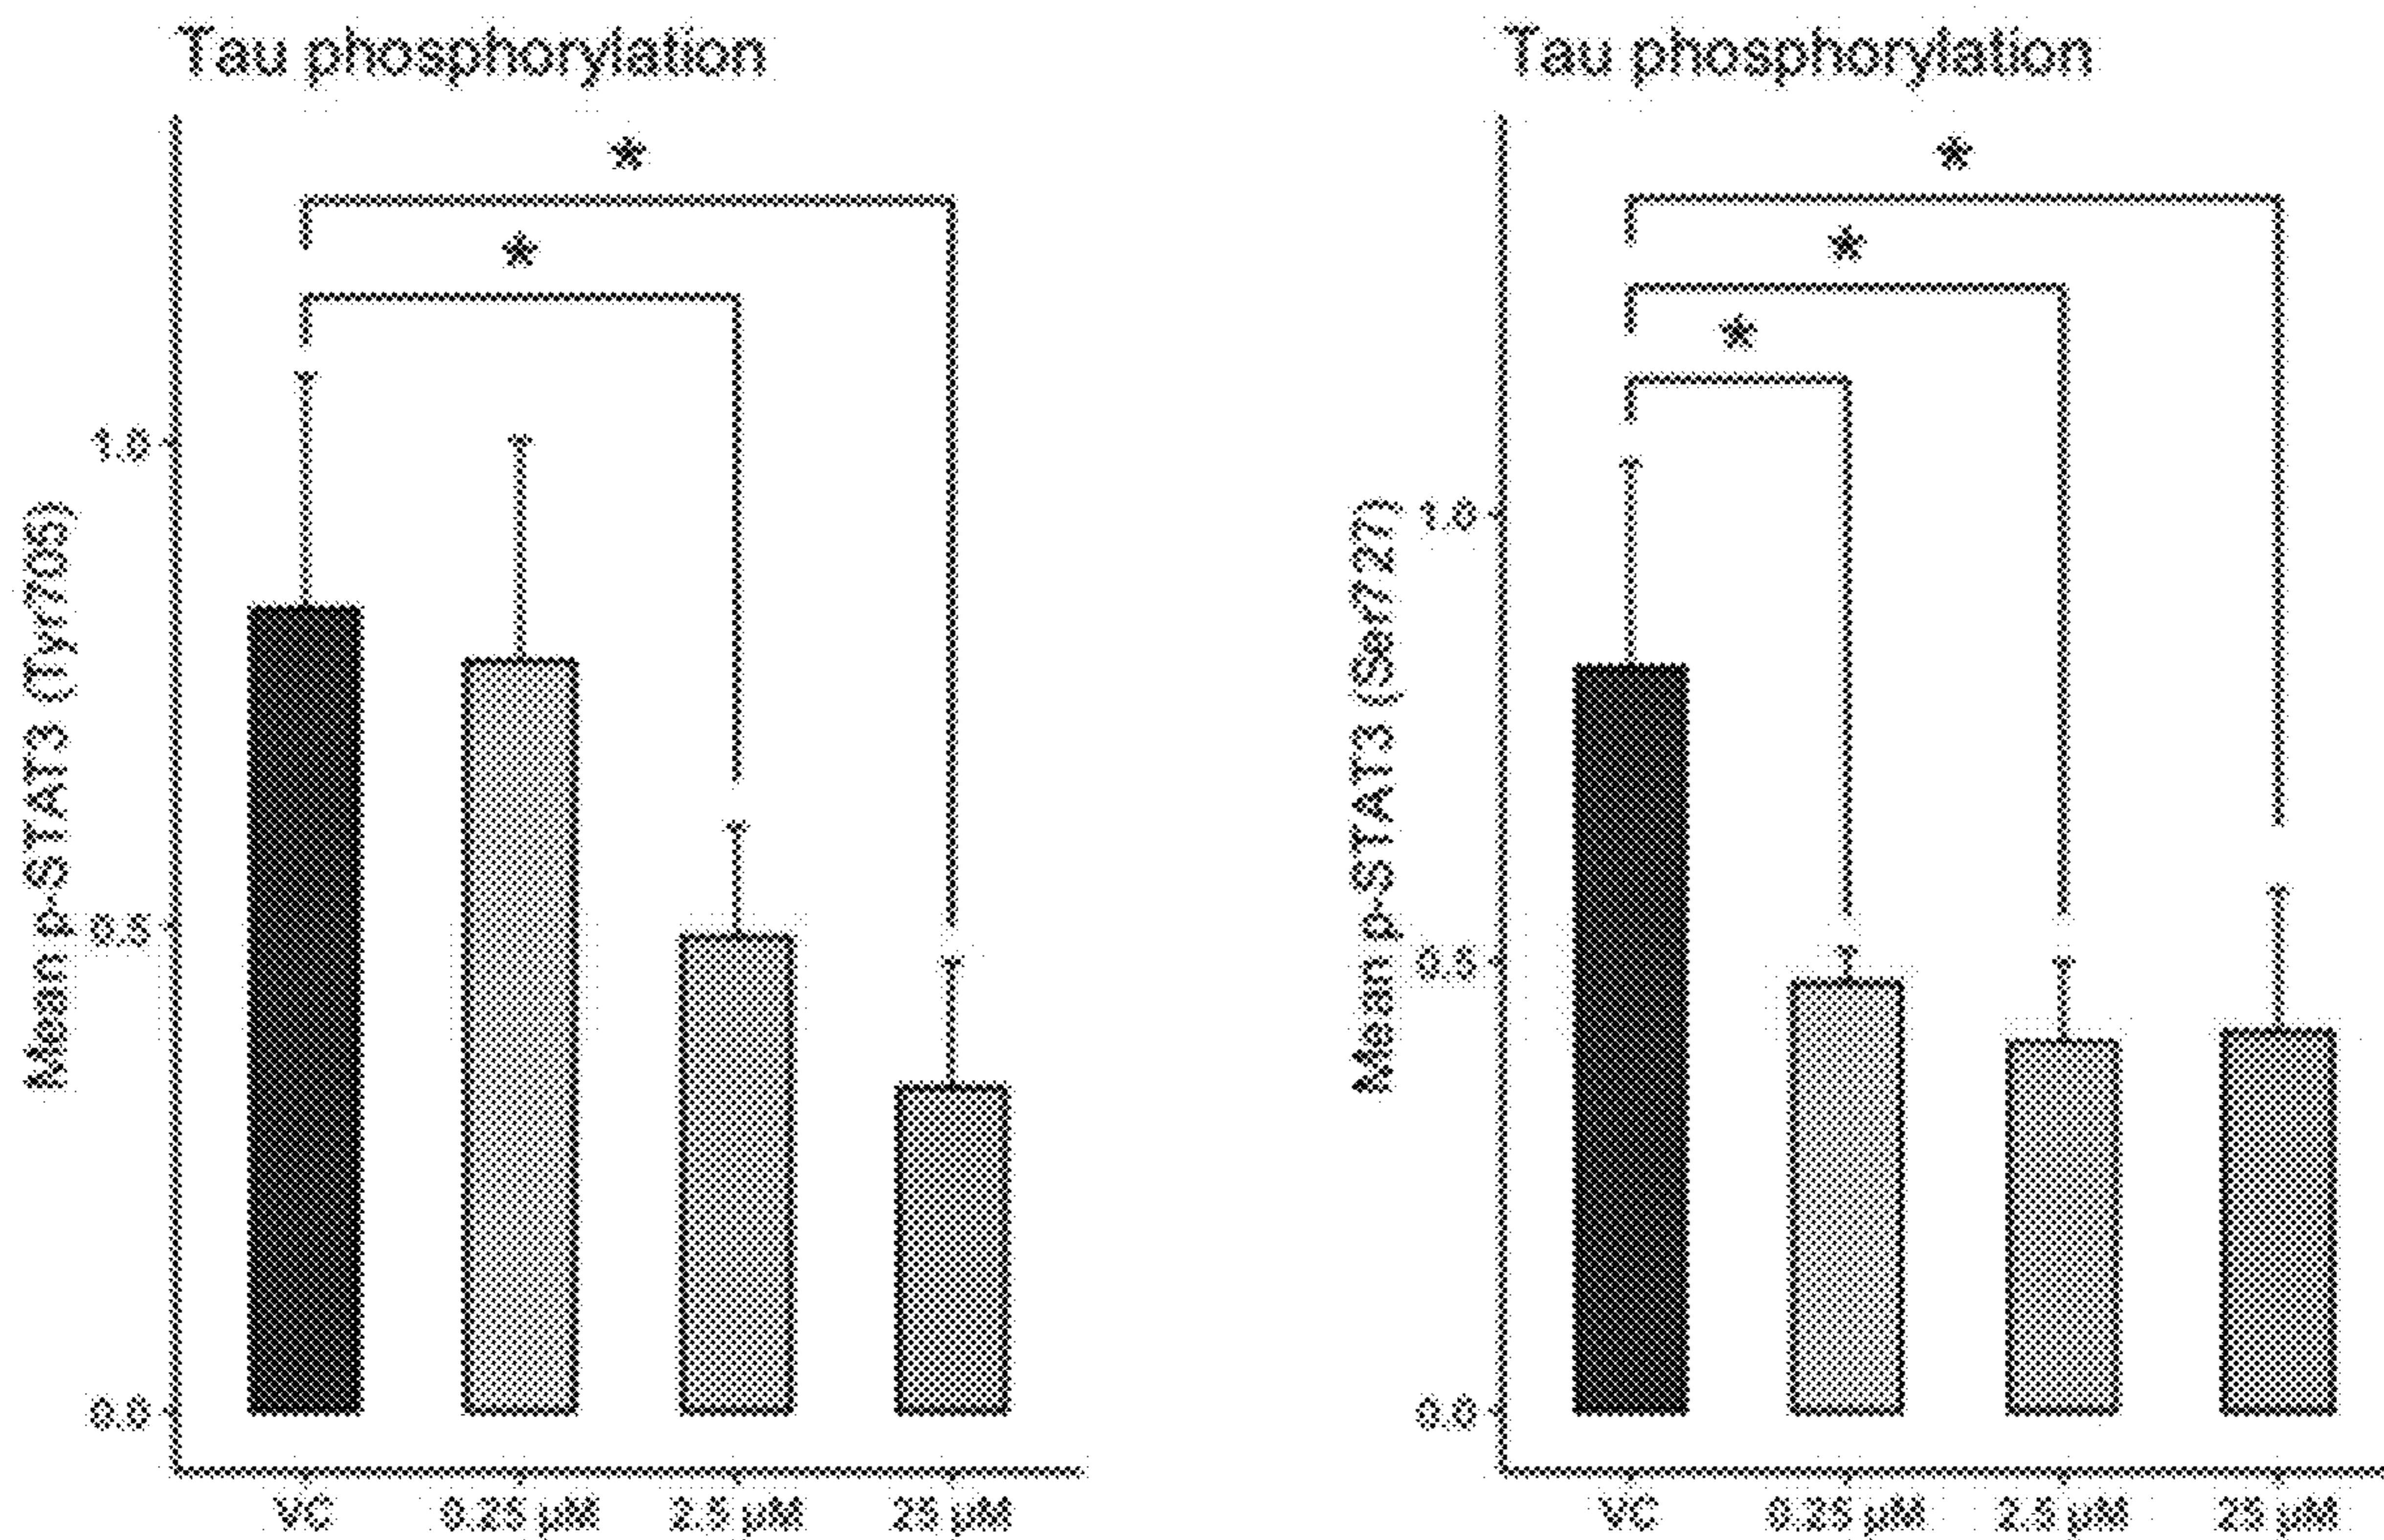 Tau phosphorylation
*
*
1.0
0.5
0.0
Mean p-STAT3 (Tyr705)
VC 0.25 µM 2.5 µM 25 µM
Tau phosphorylation
*
*
*
1.0
0.5
0.0
Mean p-STAT3 (Ser727)
VC 0.25 µM 2.5 µM 25 µM